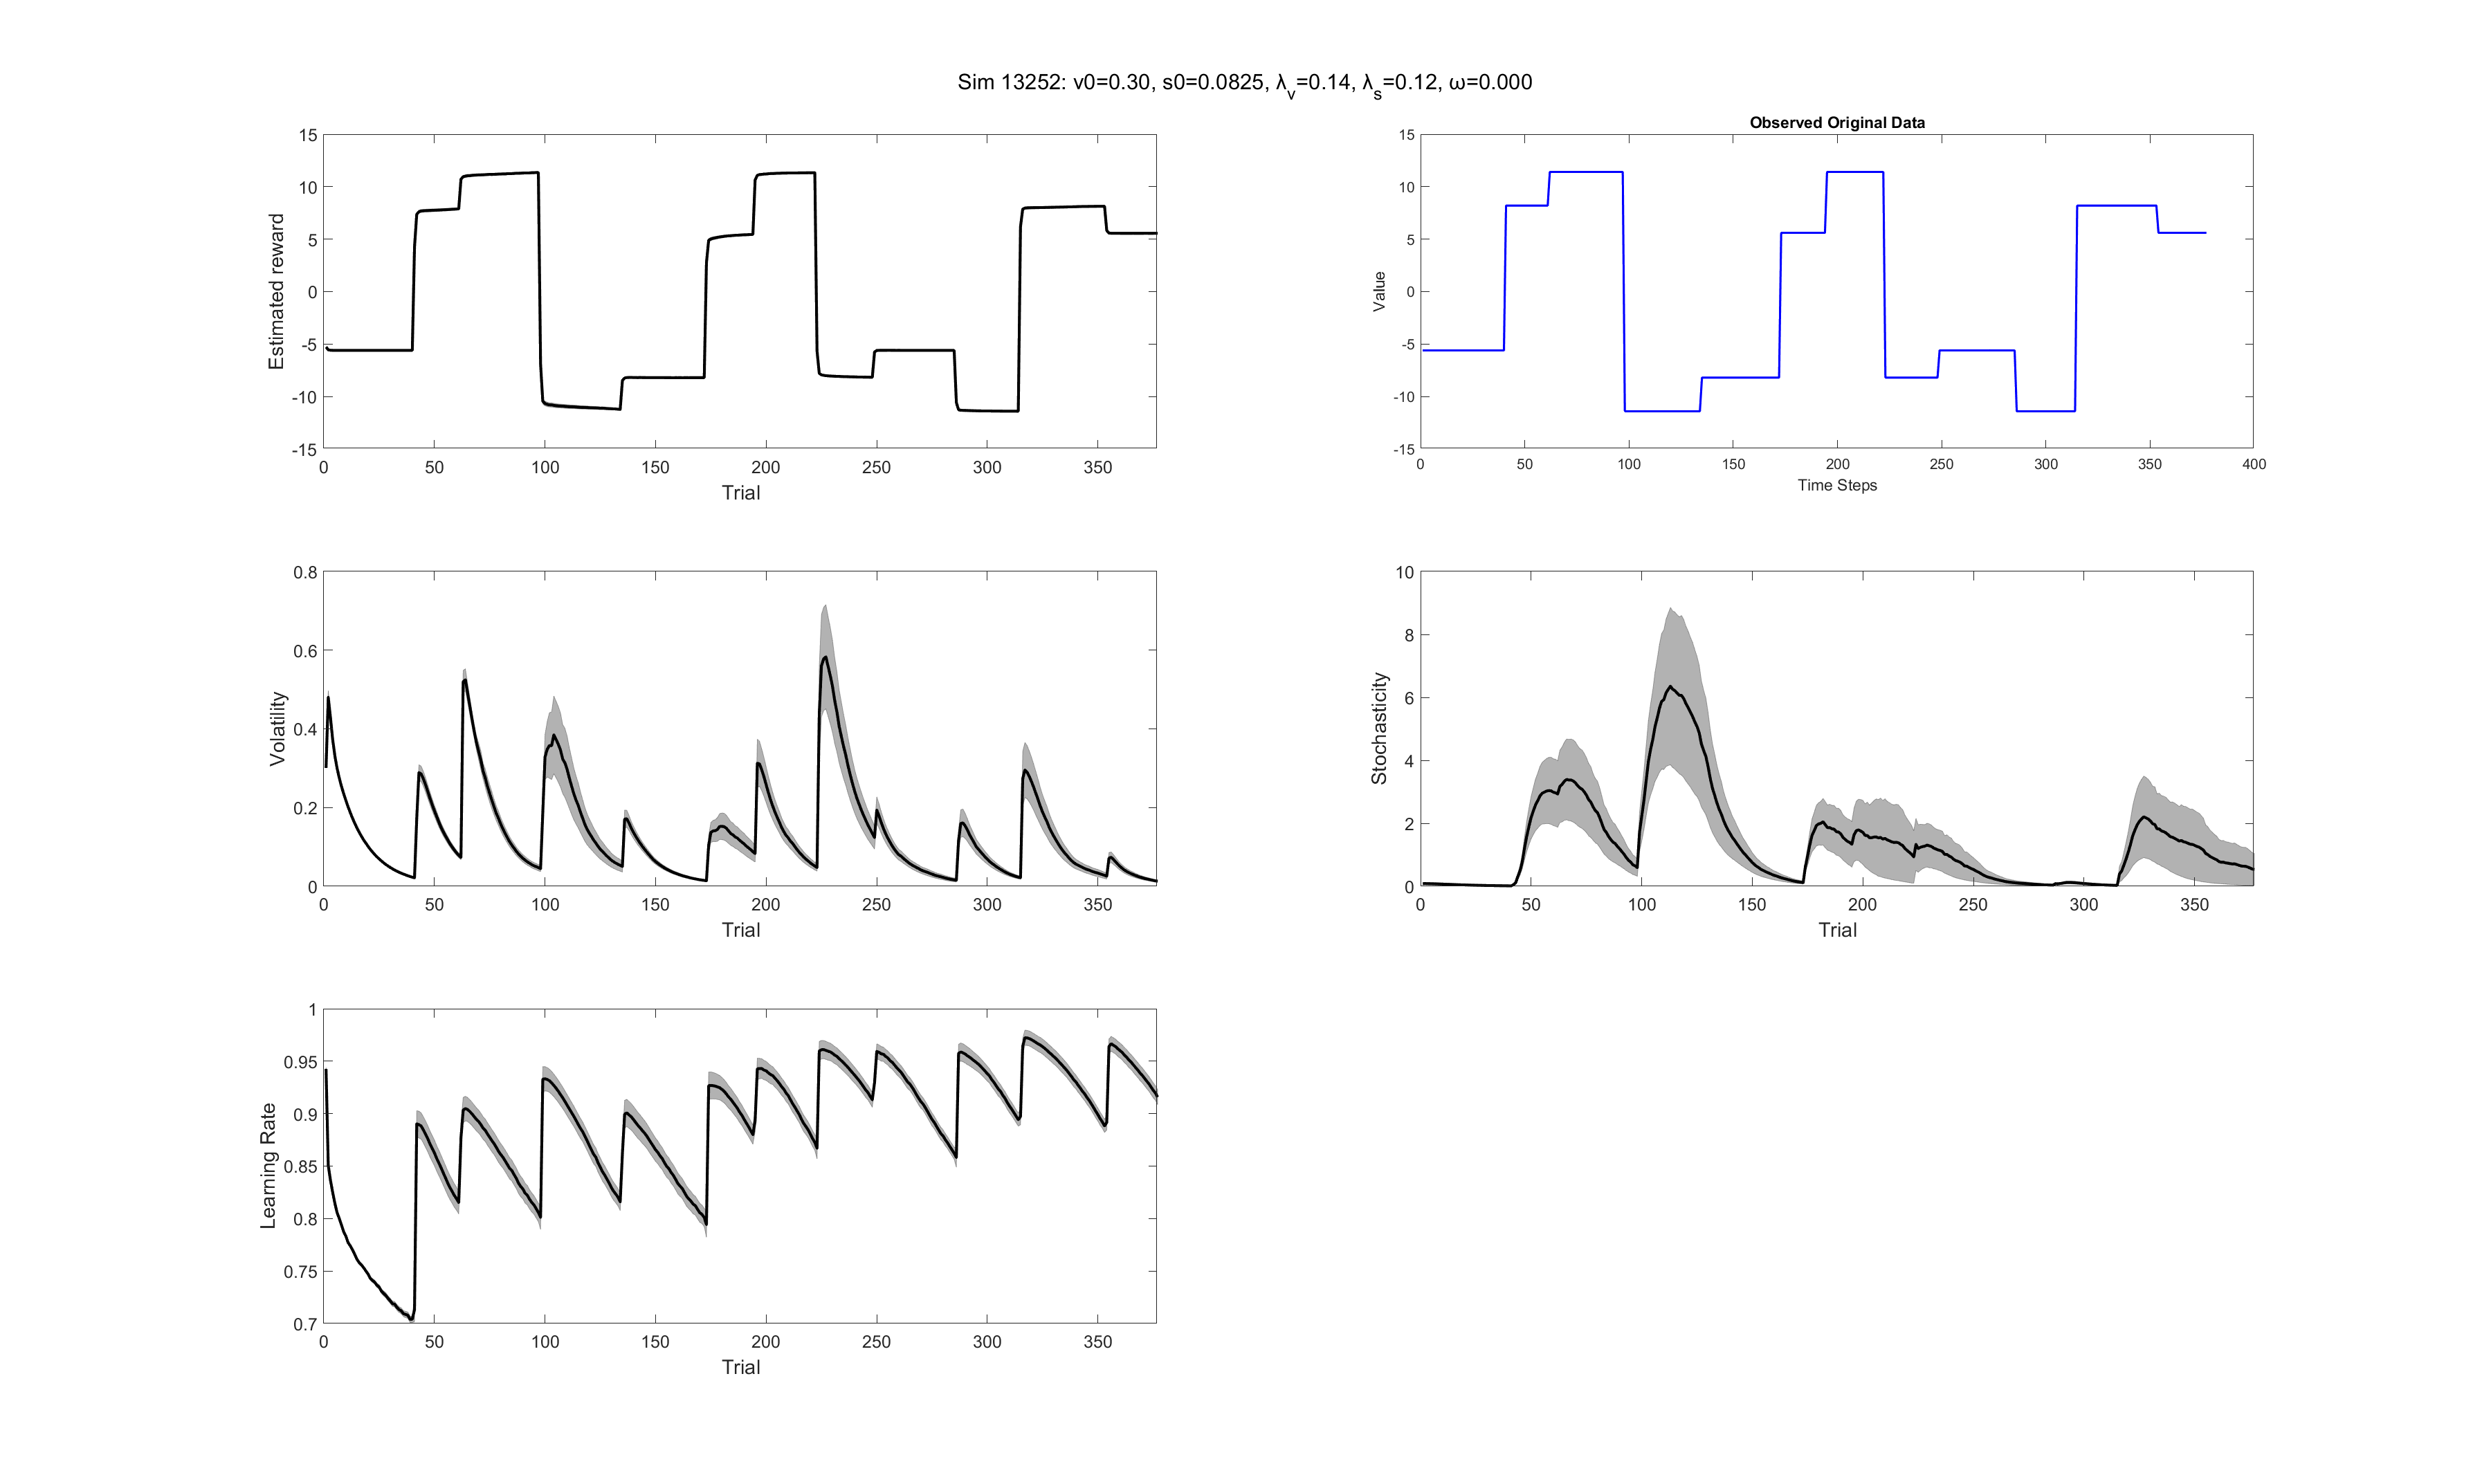 Sim 13252: v0=0.30, s0=0.0825, λv=0.14, λs=0.12, ω=0.000
15
10
5
0
-5
-10
-15
Estimated reward
0 50 100 150 200 250 300 350
Trial
Observed Original Data
15
10
5
0
-5
-10
-15
Value
0 50 100 150 200 250 300 350 400
Time Steps
0.8
0.6
0.4
0.2
0
Volatility
0 50 100 150 200 250 300 350
Trial
10
8
6
4
2
0
Stochasticity
0 50 100 150 200 250 300 350
Trial
1
0.95
0.9
0.85
0.8
0.75
0.7
Learning Rate
0 50 100 150 200 250 300 350
Trial